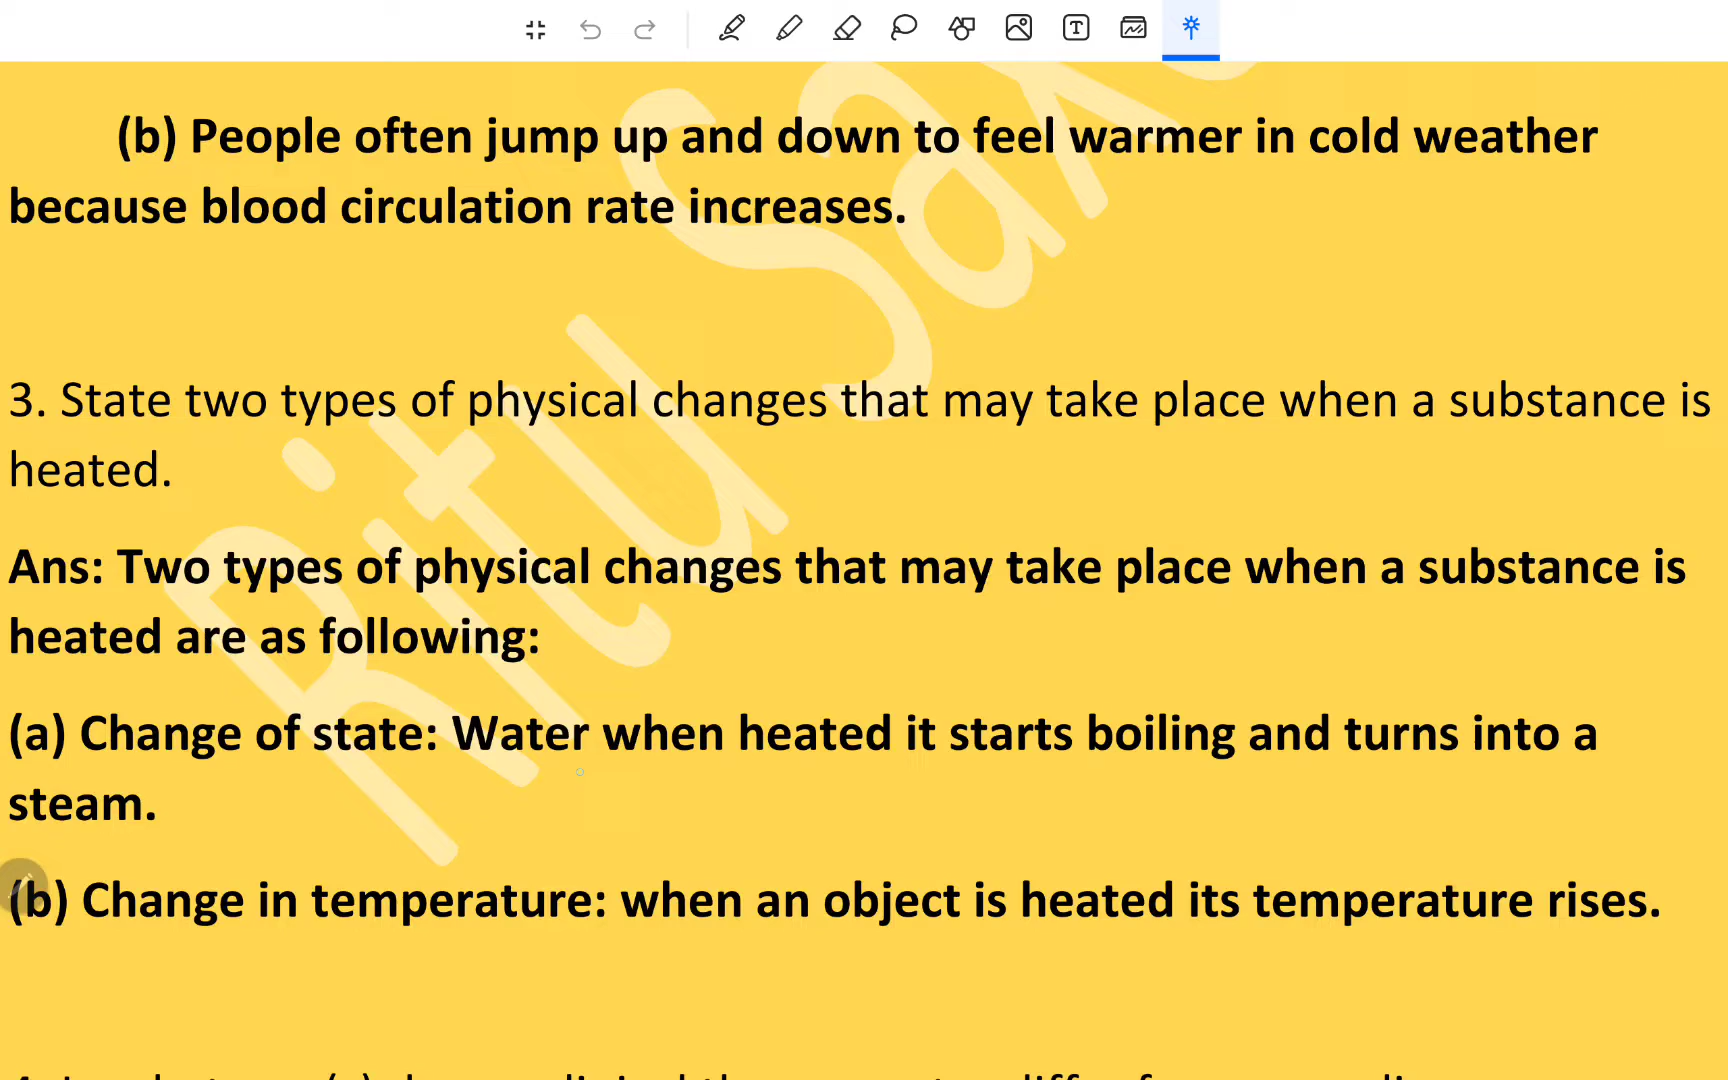 (b) People often jump up and down to feel warmer in cold weather
because blood circulation rate increases.
3. State two types of physical changes that may take place when a substance is
heated.
Ans: Two types of physical changes that may take place when a substance is
heated are as following:
(a) Change of state: Water when heated it starts boiling and turns into a
steam.
(b) Change in temperature: when an object is heated its temperature rises.
Ritu Sax